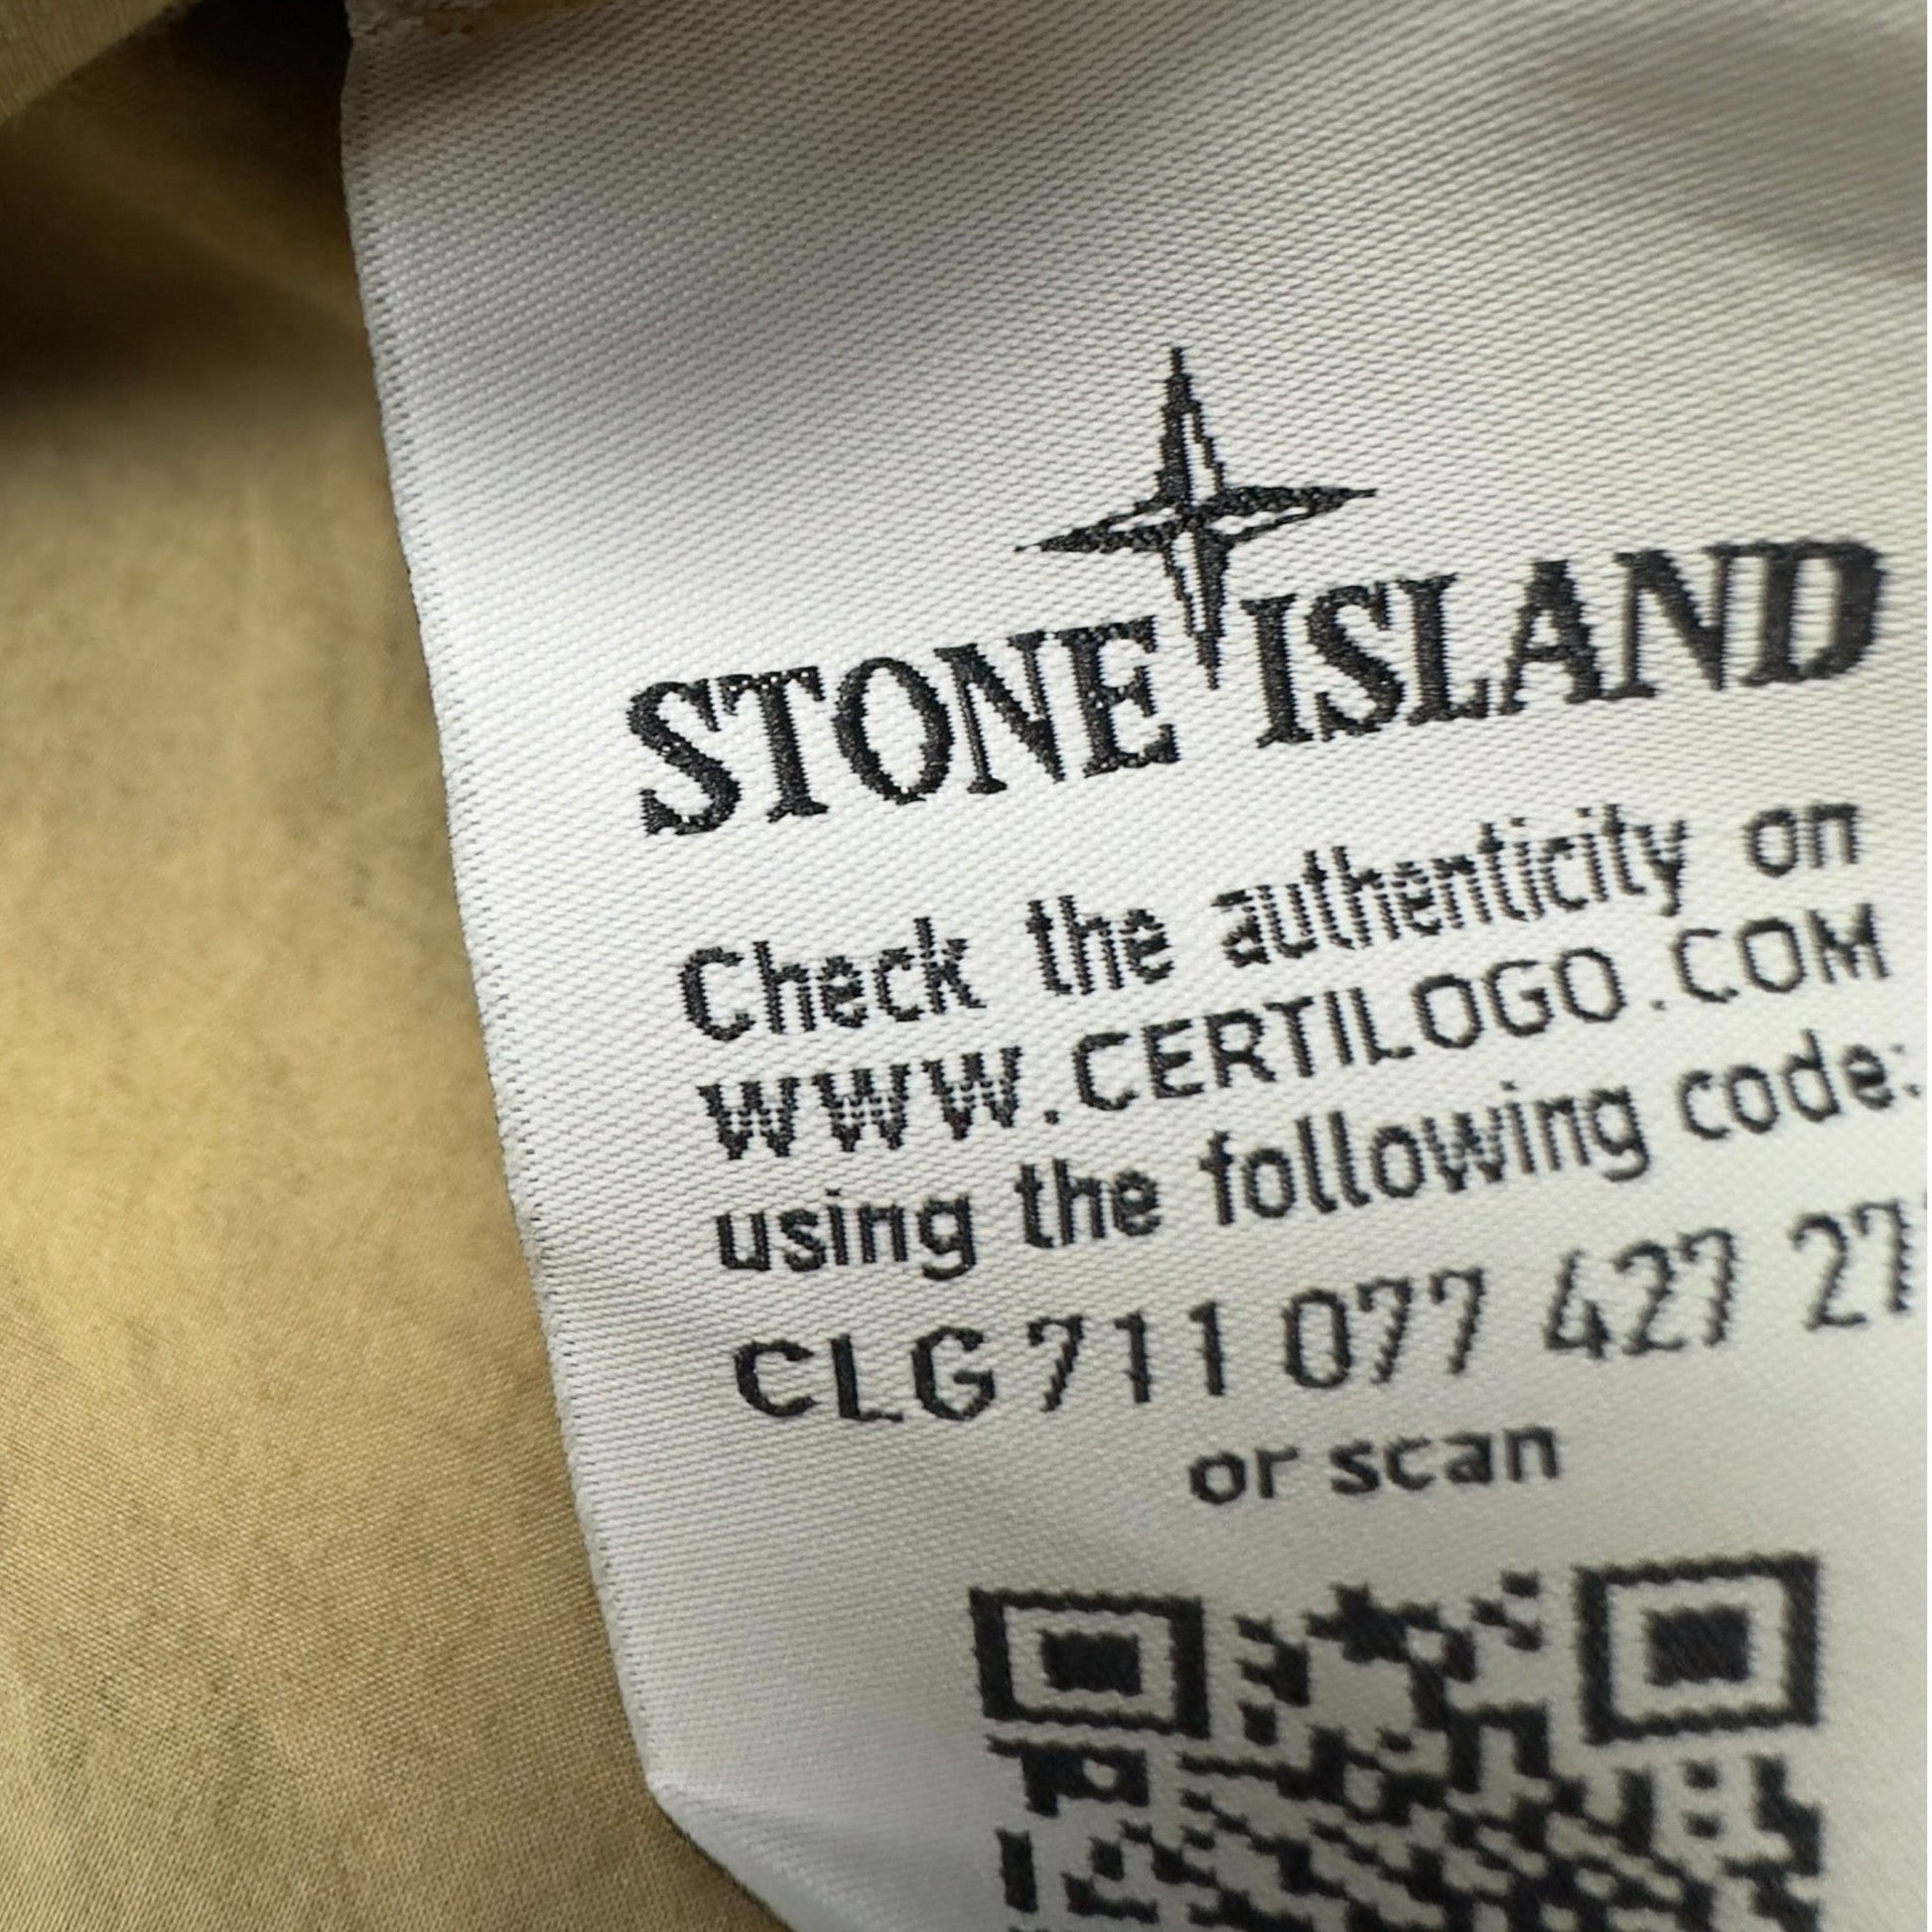 STONE ISLAND
Check the authenticity on
WWW.CERTILOGO.COM
using the following code:
CLG 711 077 427 27
or scan